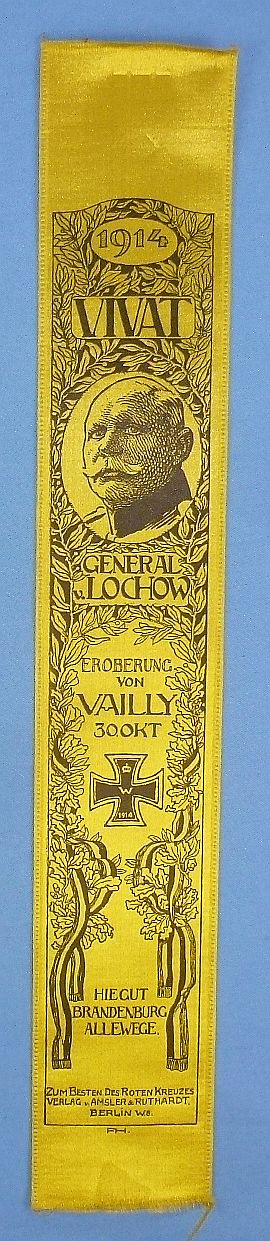 1914
VIVAT
GENERAL
v. LOCHOW
EROBERUNG
VON
VAILLY
30 OKT
W
1914
HIE GUT
BRANDENBURG
ALLEWEGE.
ZUM BESTEN DES ROTEN KREUZES
VERLAG v. AMSLER & RUTHARDT,
BERLIN W8.